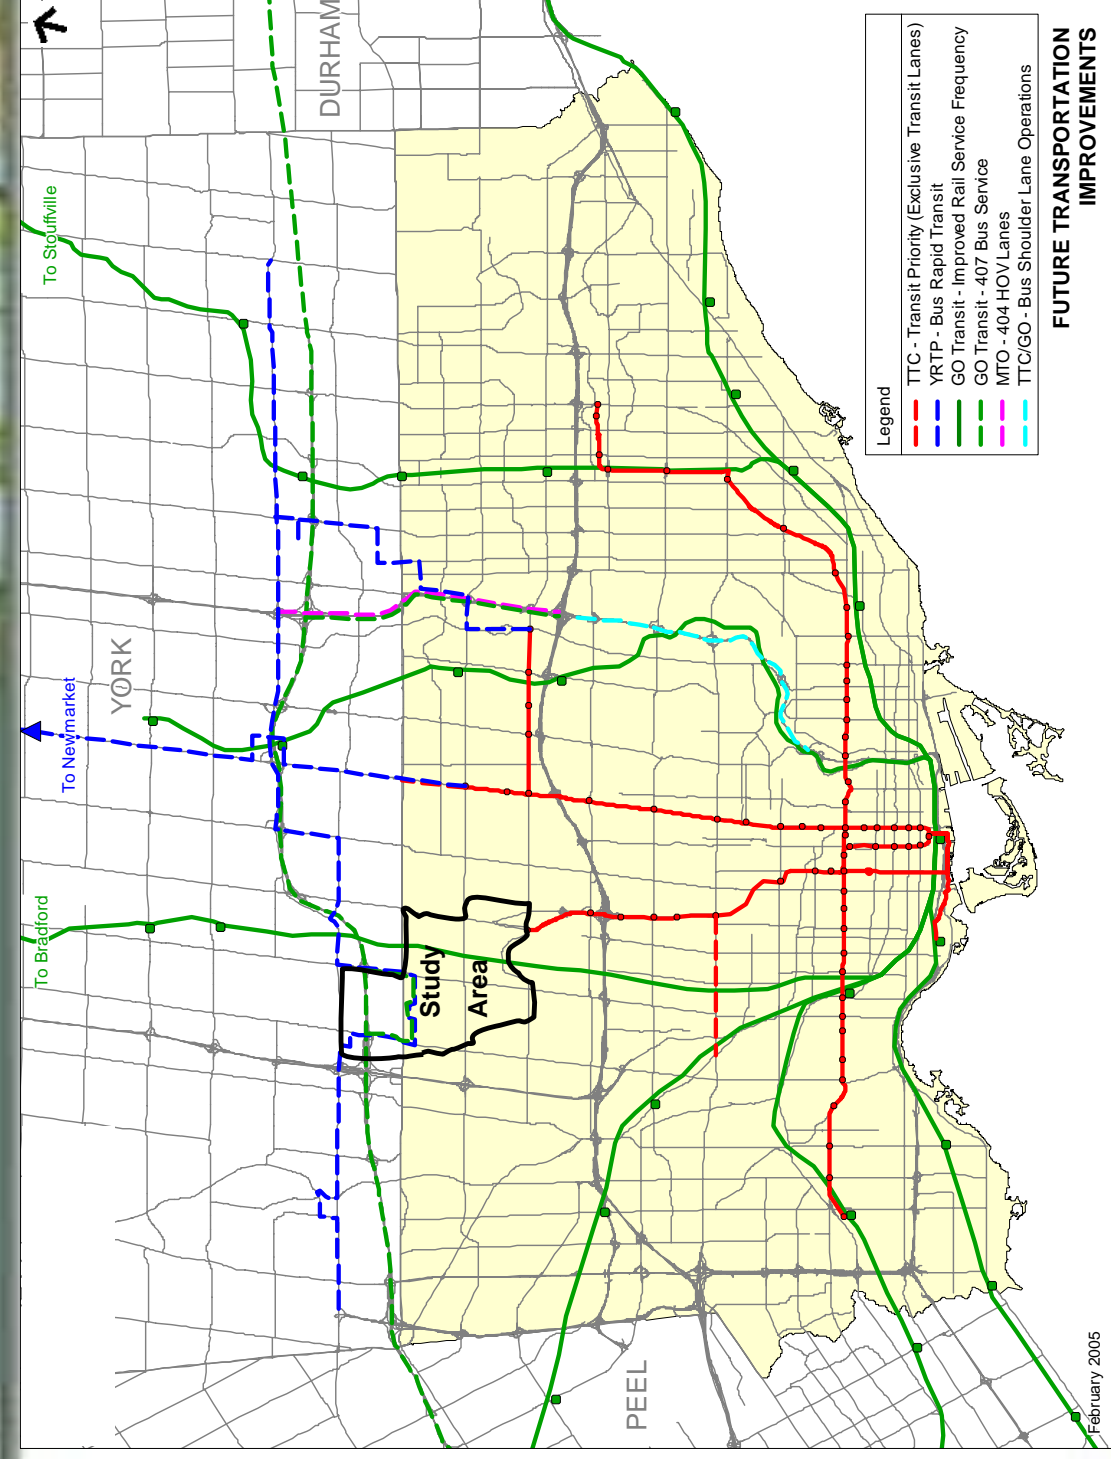 DURHAM
To Stouffville
YORK
To Newmarket
To Bradford
Study
Area
PEEL
Legend
TTC - Transit Priority (Exclusive Transit Lanes)
YRTP - Bus Rapid Transit
GO Transit - Improved Rail Service Frequency
GO Transit - 407 Bus Service
MTO - 404 HOV Lanes
TTC/GO - Bus Shoulder Lane Operations
FUTURE TRANSPORTATION
IMPROVEMENTS
February 2005